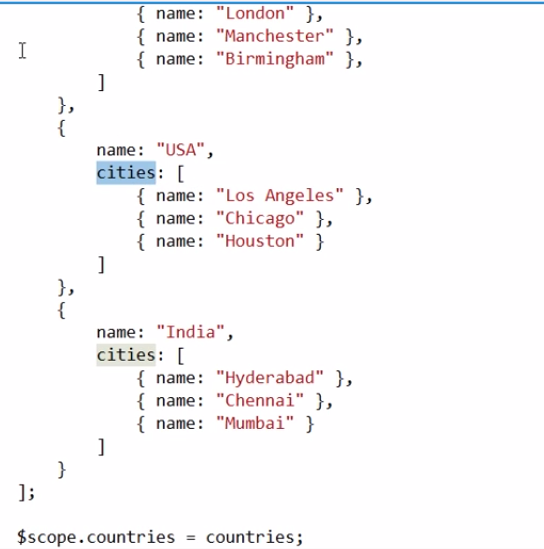 { name: "London" },
{ name: "Manchester" },
{ name: "Birmingham" },
]
},
{
name: "USA",
cities: [
{ name: "Los Angeles" },
{ name: "Chicago" },
{ name: "Houston" }
]
},
{
name: "India",
cities: [
{ name: "Hyderabad" },
{ name: "Chennai" },
{ name: "Mumbai" }
]
}
];
$scope.countries = countries;